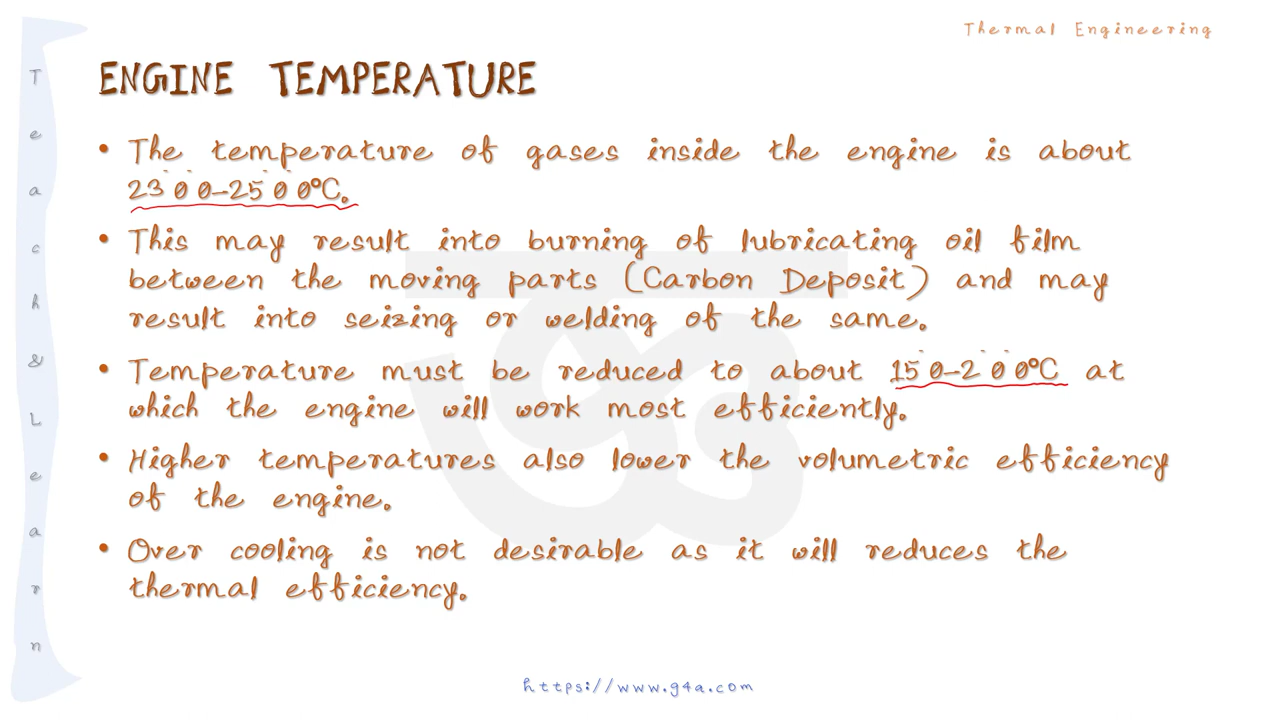 Thermal Engineering
Teach&Learn
ENGINE TEMPERATURE
• The temperature of gases inside the engine is about
2300-2500°C.
• This may result into burning of lubricating oil film
between the moving parts (Carbon Deposit) and may
result into seizing or welding of the same.
• Temperature must be reduced to about 150-200°C at
which the engine will work most efficiently.
• Higher temperatures also lower the volumetric efficiency
of the engine.
• Over cooling is not desirable as it will reduces the
thermal efficiency.
https://www.g4a.com